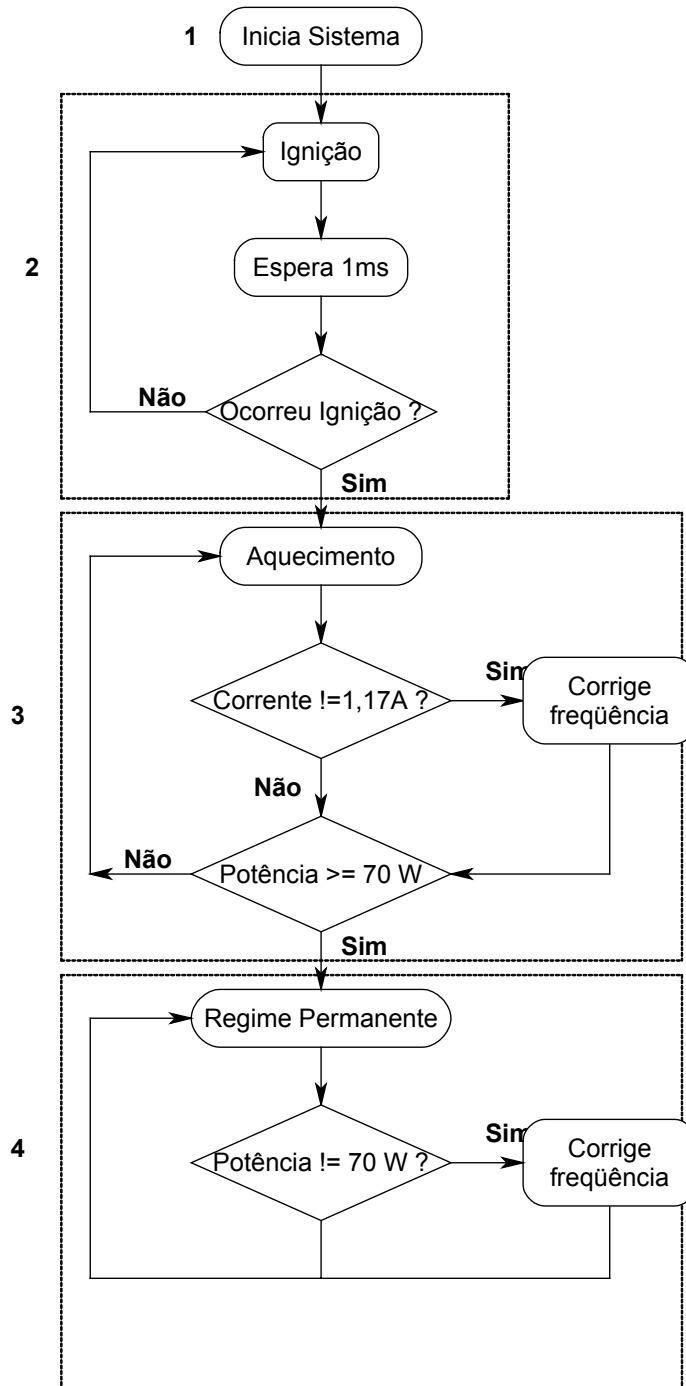 1
Inicia Sistema
Ignição
2
Espera 1ms
Não
Ocorreu Ignição ?
Sim
Aquecimento
3
Corrente !=1,17A ?
Sim
Corrige
freqüência
Não
Não
Potência >= 70 W
Sim
Regime Permanente
4
Potência != 70 W ?
Sim
Corrige
freqüência